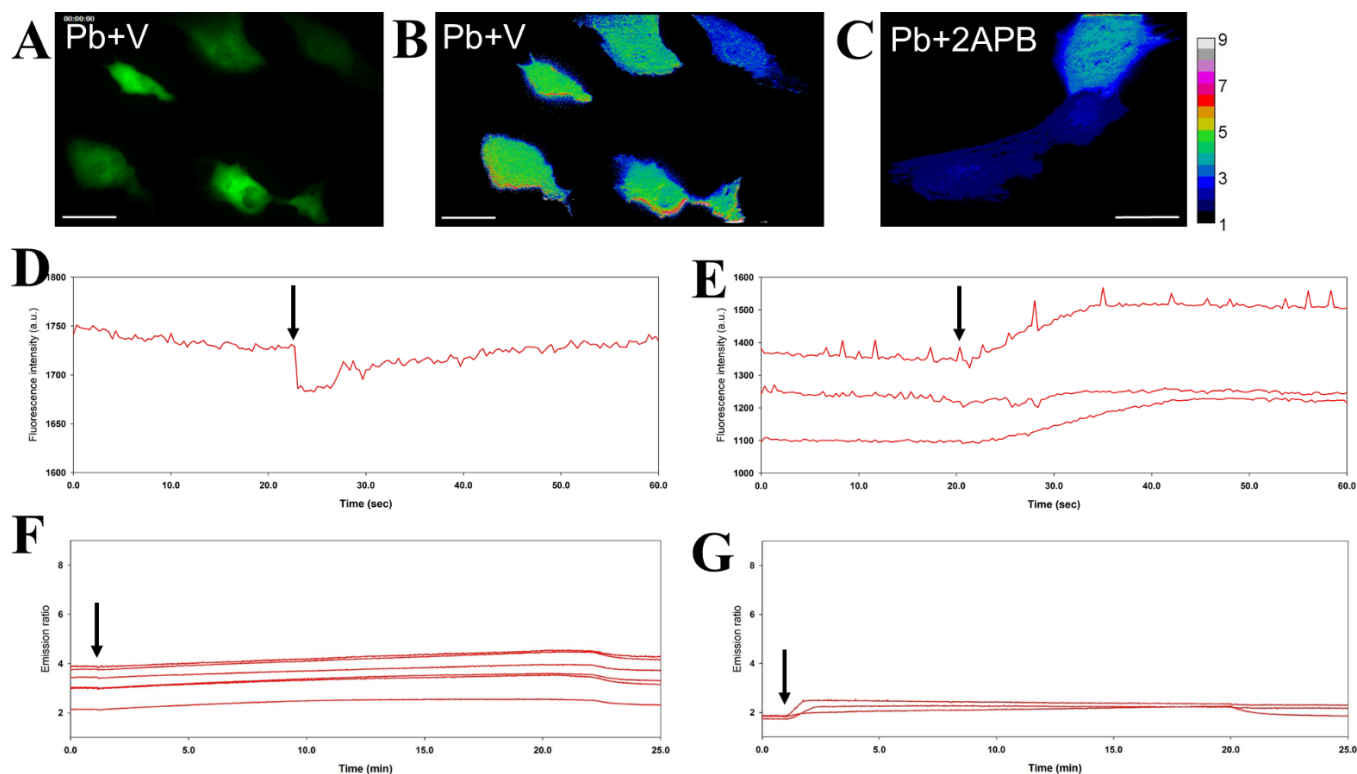 A
00:00:00
Pb+V
B
Pb+V
C
Pb+2APB
9
7
5
3
1
D
1800
1750
1700
1650
1600
Fluorescence intensity (a.u.)
0.0 10.0 20.0 30.0 40.0 50.0 60.0
Time (sec)
E
1600
1500
1400
1300
1200
1100
1000
Fluorescence intensity (a.u.)
0.0 10.0 20.0 30.0 40.0 50.0 60.0
Time (sec)
F
8
6
4
2
Emission ratio
0.0 5.0 10.0 15.0 20.0 25.0
Time (min)
G
8
6
4
2
Emission ratio
0.0 5.0 10.0 15.0 20.0 25.0
Time (min)